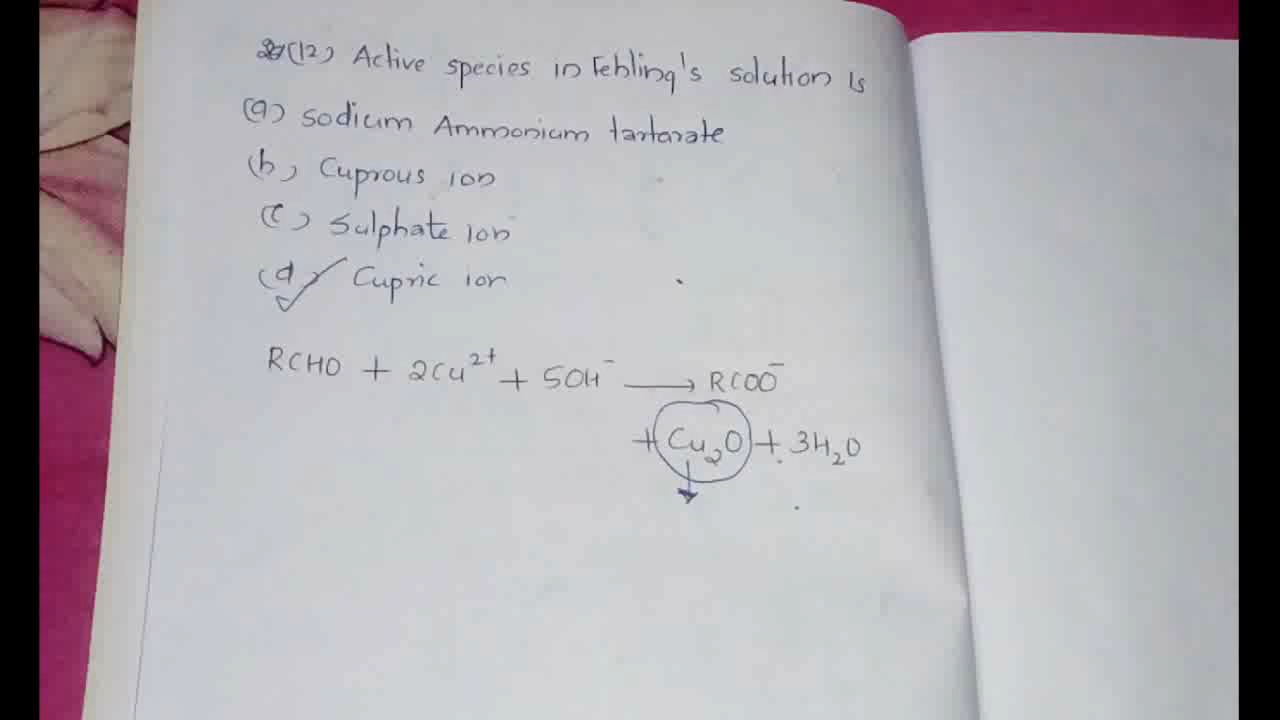 (12) Active species in Fehling's solution is
(a) Sodium Ammonium tartarate
(b) Cuprous ion
(c) Sulphate ion
(d) Cupric ion
RCHO + 2Cu²⁺ + 5OH⁻ ⟶ RCOO⁻
+ Cu₂O + 3H₂O